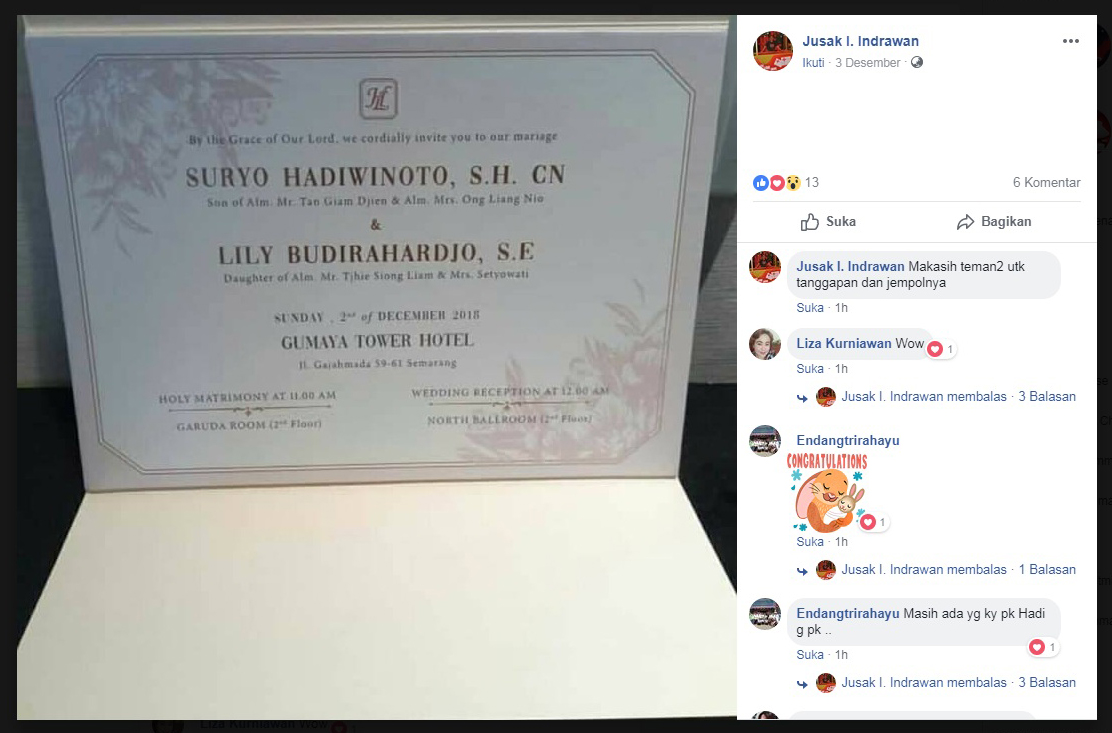 By the Grace of Our Lord, we cordially invite you to our mariage
SURYO HADIWINOTO, S.H. CN
Son of Alm. Mr. Tan Giam Djien & Alm. Mrs. Ong Liang Nio
&
LILY BUDIRAHARDJO, S.E
Daughter of Alm. Mr. Tjhie Siong Liam & Mrs. Setyowati
SUNDAY , 2nd of DECEMBER 2018
GUMAYA TOWER HOTEL
Jl. Gajahmada 59-61 Semarang
HOLY MATRIMONY AT 11.00 AM
GARUDA ROOM (2nd Floor)
WEDDING RECEPTION AT 12.00 AM
NORTH BALLROOM (2nd Floor)
Jusak I. Indrawan
Ikuti · 3 Desember ·
13
6 Komentar
Suka
Bagikan
Jusak I. Indrawan Makasih teman2 utk
tanggapan dan jempolnya
Suka · 1h
Liza Kurniawan Wow
1
Suka · 1h
Jusak I. Indrawan membalas · 3 Balasan
Endangtrirahayu
CONGRATULATIONS
1
Suka · 1h
Jusak I. Indrawan membalas · 1 Balasan
Endangtrirahayu Masih ada yg ky pk Hadi
g pk ..
1
Suka · 1h
Jusak I. Indrawan membalas · 3 Balasan